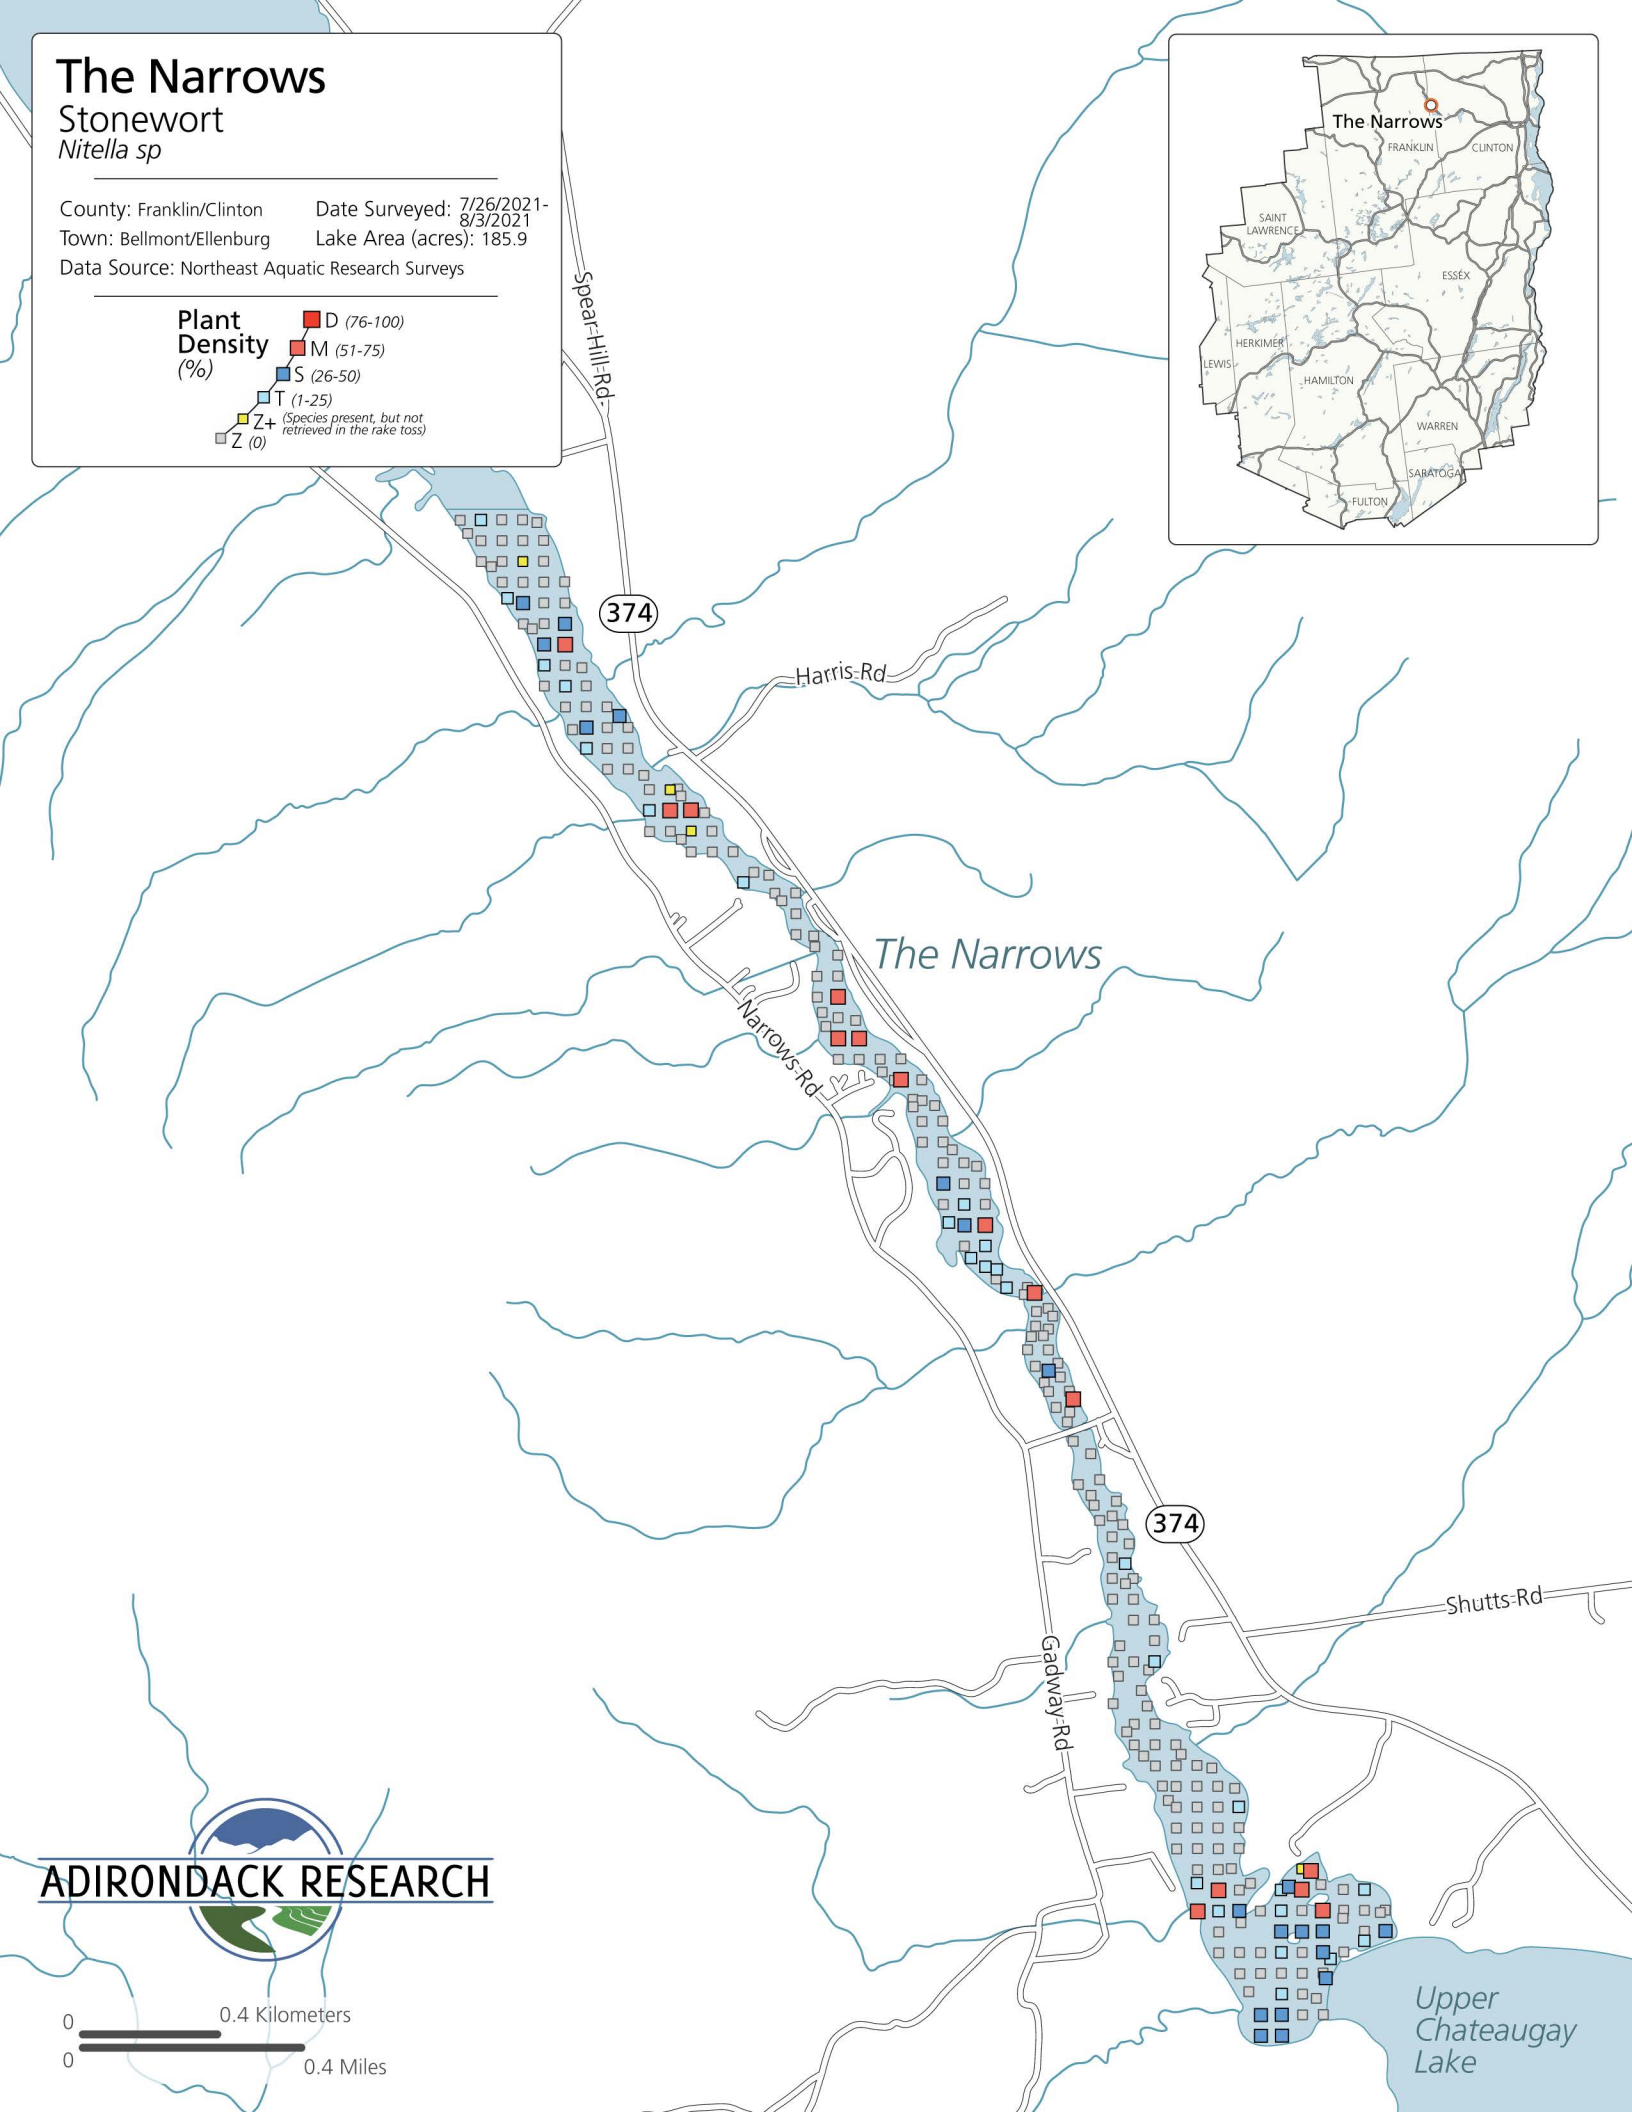 The Narrows
Stonewort
Nitella sp
County: Franklin/Clinton
Date Surveyed: 7/26/2021-
8/3/2021
Town: Bellmont/Ellenburg
Lake Area (acres): 185.9
Data Source: Northeast Aquatic Research Surveys
Plant
Density
(%)
D (76-100)
M (51-75)
S (26-50)
T (1-25)
Z+ (Species present, but not
retrieved in the rake toss)
Z (0)
The Narrows
FRANKLIN
CLINTON
SAINT
LAWRENCE
ESSEX
HERKIMER
LEWIS
HAMILTON
WARREN
SARATOGA
FULTON
Spear-Hill-Rd-
374
Harris-Rd
The Narrows
Narrows-Rd
374
Shutts-Rd
Gadway-Rd
ADIRONDACK RESEARCH
0
0.4 Kilometers
0
0.4 Miles
Upper
Chateaugay
Lake